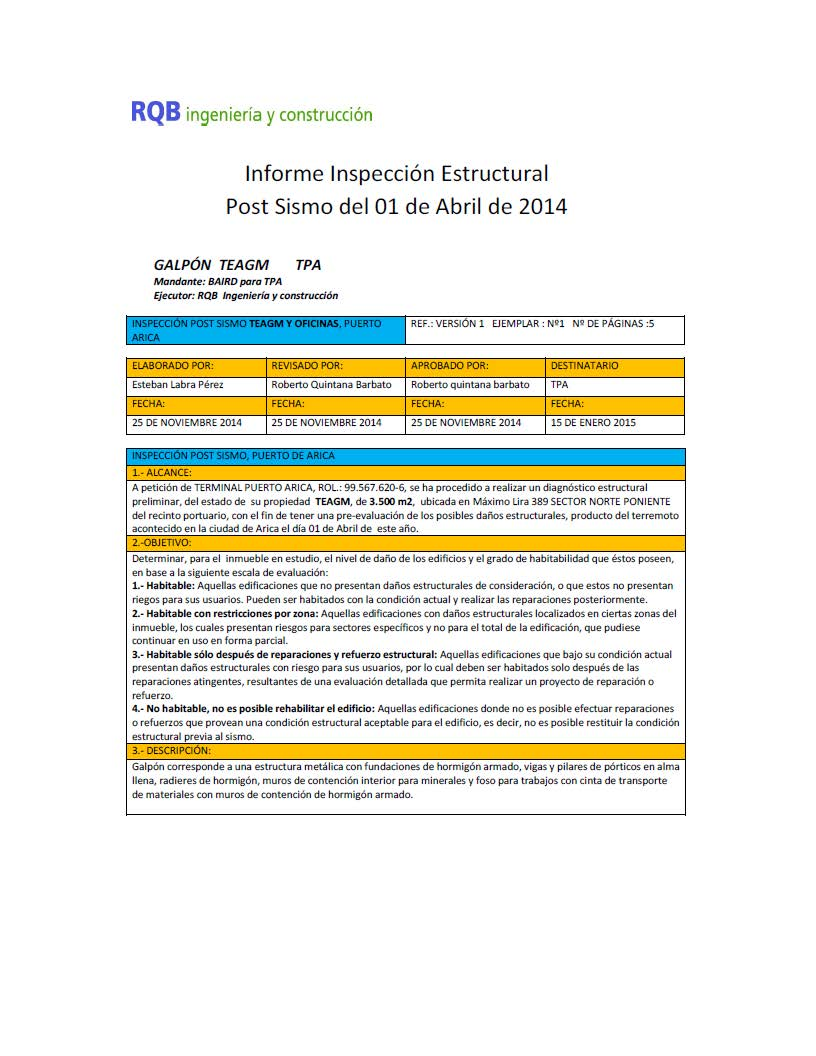 RQB ingeniería y construcción
Informe Inspección Estructural
Post Sismo del 01 de Abril de 2014
GALPÓN TEAGM TPA
Mandante: BAIRD para TPA
Ejecutor: RQB Ingeniería y construcción
INSPECCIÓN POST SISMO TEAGM Y OFICINAS, PUERTO
ARICA
REF.: VERSIÓN 1 EJEMPLAR : Nº1 Nº DE PÁGINAS :5
ELABORADO POR: REVISADO POR: APROBADO POR: DESTINATARIO
Esteban Labra Pérez Roberto Quintana Barbato Roberto quintana barbato TPA
FECHA: FECHA: FECHA: FECHA:
25 DE NOVIEMBRE 2014 25 DE NOVIEMBRE 2014 25 DE NOVIEMBRE 2014 15 DE ENERO 2015
INSPECCIÓN POST SISMO, PUERTO DE ARICA
1.- ALCANCE:
A petición de TERMINAL PUERTO ARICA, ROL.: 99.567.620-6, se ha procedido a realizar un diagnóstico estructural
preliminar, del estado de su propiedad TEAGM, de 3.500 m2, ubicada en Máximo Lira 389 SECTOR NORTE PONIENTE
del recinto portuario, con el fin de tener una pre-evaluación de los posibles daños estructurales, producto del terremoto
acontecido en la ciudad de Arica el día 01 de Abril de este año.
2.-OBJETIVO:
Determinar, para el inmueble en estudio, el nivel de daño de los edificios y el grado de habitabilidad que éstos poseen,
en base a la siguiente escala de evaluación:
1.- Habitable: Aquellas edificaciones que no presentan daños estructurales de consideración, o que estos no presentan
riegos para sus usuarios. Pueden ser habitados con la condición actual y realizar las reparaciones posteriormente.
2.- Habitable con restricciones por zona: Aquellas edificaciones con daños estructurales localizados en ciertas zonas del
inmueble, los cuales presentan riesgos para sectores específicos y no para el total de la edificación, que pudiese
continuar en uso en forma parcial.
3.- Habitable sólo después de reparaciones y refuerzo estructural: Aquellas edificaciones que bajo su condición actual
presentan daños estructurales con riesgo para sus usuarios, por lo cual deben ser habitados solo después de las
reparaciones atingentes, resultantes de una evaluación detallada que permita realizar un proyecto de reparación o
refuerzo.
4.- No habitable, no es posible rehabilitar el edificio: Aquellas edificaciones donde no es posible efectuar reparaciones
o refuerzos que provean una condición estructural aceptable para el edificio, es decir, no es posible restituir la condición
estructural previa al sismo.
3.- DESCRIPCIÓN:
Galpón corresponde a una estructura metálica con fundaciones de hormigón armado, vigas y pilares de pórticos en alma
llena, radieres de hormigón, muros de contención interior para minerales y foso para trabajos con cinta de transporte
de materiales con muros de contención de hormigón armado.